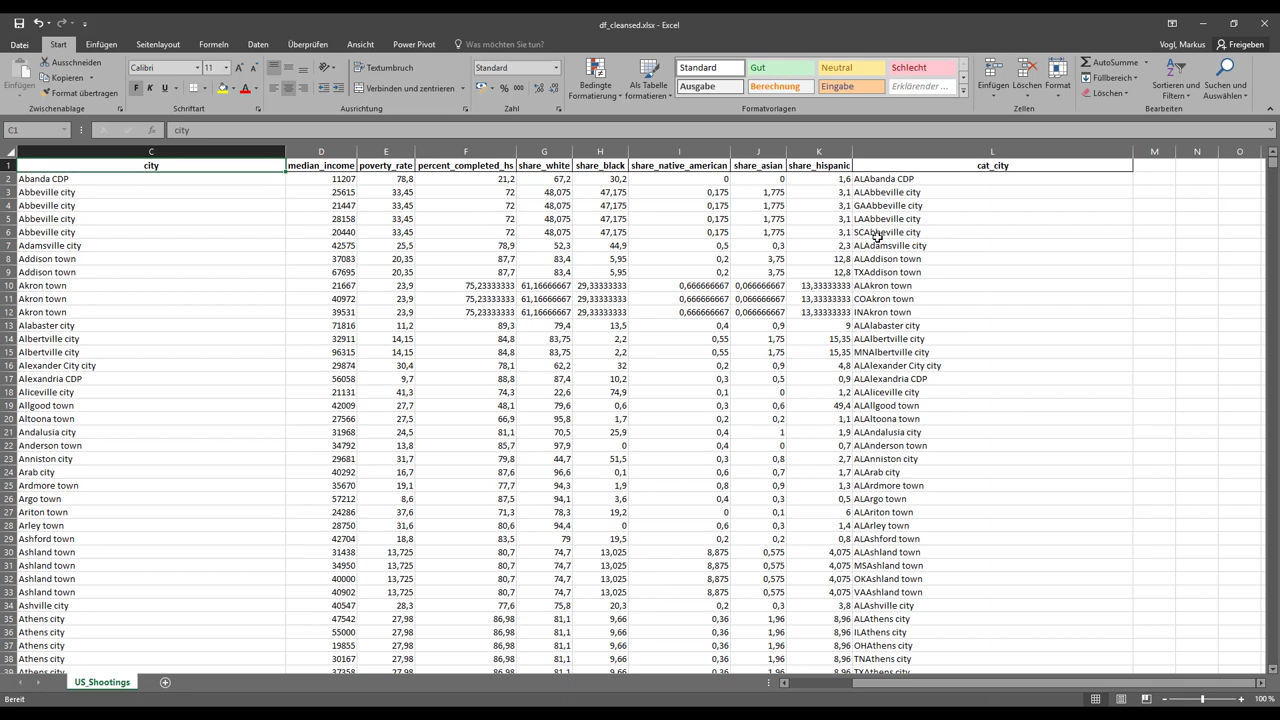 df_cleansed.xlsx - Excel
Datei Start Einfügen Seitenlayout Formeln Daten Überprüfen Ansicht Power Pivot Was möchten Sie tun? Vogl, Markus Freigeben
Einfügen Ausschneiden Kopieren Format übertragen Zwischenablage
Calibri 11 F K U Schriftart
Textumbruch Verbinden und zentrieren Ausrichtung
Standard % 000 Zahl
Bedingte Formatierung Als Tabelle formatieren
Standard Gut Neutral Schlecht
Ausgabe Berechnung Eingabe Erklärender ...
Formatvorlagen
Einfügen Löschen Format Zellen
AutoSumme Füllbereich Löschen Sortieren und Filtern Suchen und Auswählen Bearbeiten
C1 fx city
C D E F G H I J K L M N O
1 city median_income poverty_rate percent_completed_hs share_white share_black share_native_american share_asian share_hispanic cat_city
2 Abanda CDP 11207 78,8 21,2 67,2 30,2 0 0 1,6 ALAbanda CDP
3 Abbeville city 25615 33,45 72 48,075 47,175 0,175 1,775 3,1 ALAbbeville city
4 Abbeville city 21447 33,45 72 48,075 47,175 0,175 1,775 3,1 GAAbbeville city
5 Abbeville city 28158 33,45 72 48,075 47,175 0,175 1,775 3,1 LAAbbeville city
6 Abbeville city 20440 33,45 72 48,075 47,175 0,175 1,775 3,1 SCAbbeville city
7 Adamsville city 42575 25,5 78,9 52,3 44,9 0,5 0,3 2,3 ALAdamsville city
8 Addison town 37083 20,35 87,7 83,4 5,95 0,2 3,75 12,8 ALAddison town
9 Addison town 67695 20,35 87,7 83,4 5,95 0,2 3,75 12,8 TXAddison town
10 Akron town 21667 23,9 75,23333333 61,16666667 29,33333333 0,666666667 0,066666667 13,33333333 ALAkron town
11 Akron town 40972 23,9 75,23333333 61,16666667 29,33333333 0,666666667 0,066666667 13,33333333 COAkron town
12 Akron town 39531 23,9 75,23333333 61,16666667 29,33333333 0,666666667 0,066666667 13,33333333 INAkron town
13 Alabaster city 71816 11,2 89,3 79,4 13,5 0,4 0,9 9 ALAlabaster city
14 Albertville city 32911 14,15 84,8 83,75 2,2 0,55 1,75 15,35 ALAlbertville city
15 Albertville city 96315 14,15 84,8 83,75 2,2 0,55 1,75 15,35 MNAlbertville city
16 Alexander City city 29874 30,4 78,1 62,2 32 0,2 0,9 4,8 ALAlexander City city
17 Alexandria CDP 56058 9,7 88,8 87,4 10,2 0,3 0,5 0,9 ALAlexandria CDP
18 Aliceville city 21131 41,3 74,3 22,6 74,9 0,1 0 1,2 ALAliceville city
19 Allgood town 42009 27,7 48,1 79,6 0,6 0,3 0,6 49,4 ALAllgood town
20 Altoona town 27566 27,5 66,9 95,8 1,7 0,2 0,2 1,1 ALAltoona town
21 Andalusia city 31968 24,5 81,1 70,5 25,9 0,4 1 1,9 ALAndalusia city
22 Anderson town 34792 13,8 85,7 97,9 0 0,4 0 0,7 ALAnderson town
23 Anniston city 29681 31,7 79,8 44,7 51,5 0,3 0,8 2,7 ALAnniston city
24 Arab city 40292 16,7 87,6 96,6 0,1 0,6 0,7 1,7 ALArab city
25 Ardmore town 35670 19,1 77,7 94,3 1,9 0,8 0,9 1,3 ALArdmore town
26 Argo town 57212 8,6 87,5 94,1 3,6 0,4 0,3 0,5 ALArgo town
27 Ariton town 24286 37,6 71,3 78,3 19,2 0 0,1 6 ALAriton town
28 Arley town 28750 31,6 80,6 94,4 0 0,6 0,3 1,4 ALArley town
29 Ashford town 42704 18,8 83,5 79 19,5 0,2 0,2 0,8 ALAshford town
30 Ashland town 31438 13,725 80,7 74,7 13,025 8,875 0,575 4,075 ALAshland town
31 Ashland town 34950 13,725 80,7 74,7 13,025 8,875 0,575 4,075 MSAshland town
32 Ashland town 40000 13,725 80,7 74,7 13,025 8,875 0,575 4,075 OKAshland town
33 Ashland town 40902 13,725 80,7 74,7 13,025 8,875 0,575 4,075 VAAshland town
34 Ashville city 40547 28,3 77,6 75,8 20,3 0,2 0,3 3,8 ALAshville city
35 Athens city 47542 27,98 86,98 81,1 9,66 0,36 1,96 8,96 ALAthens city
36 Athens city 55000 27,98 86,98 81,1 9,66 0,36 1,96 8,96 ILAthens city
37 Athens city 19855 27,98 86,98 81,1 9,66 0,36 1,96 8,96 OHAthens city
38 Athens city 30167 27,98 86,98 81,1 9,66 0,36 1,96 8,96 TNAthens city
39 Athens city 37358 27,98 86,98 81,1 9,66 0,36 1,96 8,96 TXAthens city
US_Shootings
Bereit 100 %